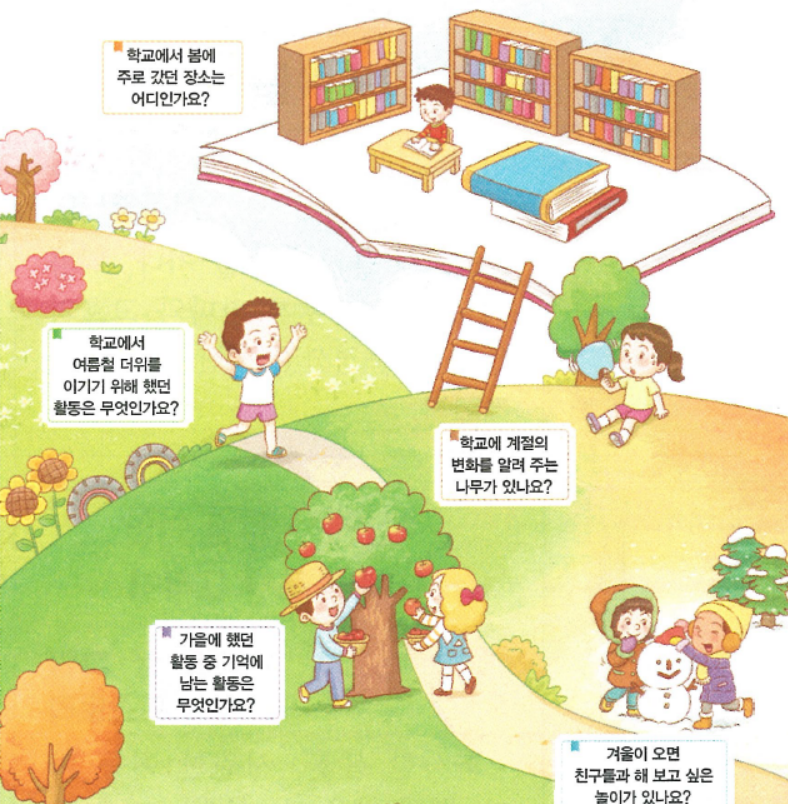 학교에서 봄에
주로 갔던 장소는
어디인가요?
학교에서
여름철 더위를
이기기 위해 했던
활동은 무엇인가요?
학교에 계절의
변화를 알려 주는
나무가 있나요?
가을에 했던
활동 중 기억에
남는 활동은
무엇인가요?
겨울이 오면
친구들과 해 보고 싶은
놀이가 있나요?